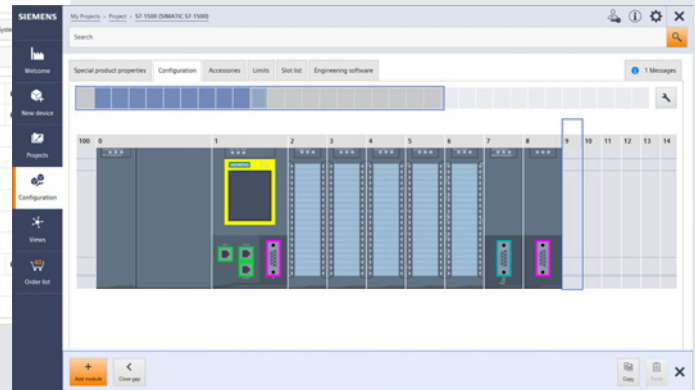 SIEMENS
My Projects - Project - S7-1500 (SIMATIC S7-1500)
Search
Welcome
New device
Projects
Configuration
Views
Order list
Special product properties
Configuration
Accessories
Limits
Slot list
Engineering software
1 Messages
100 0 1 2 3 4 5 6 7 8 9 10 11 12 13 14
SIEMENS
Add module
Close gap
Copy
Paste